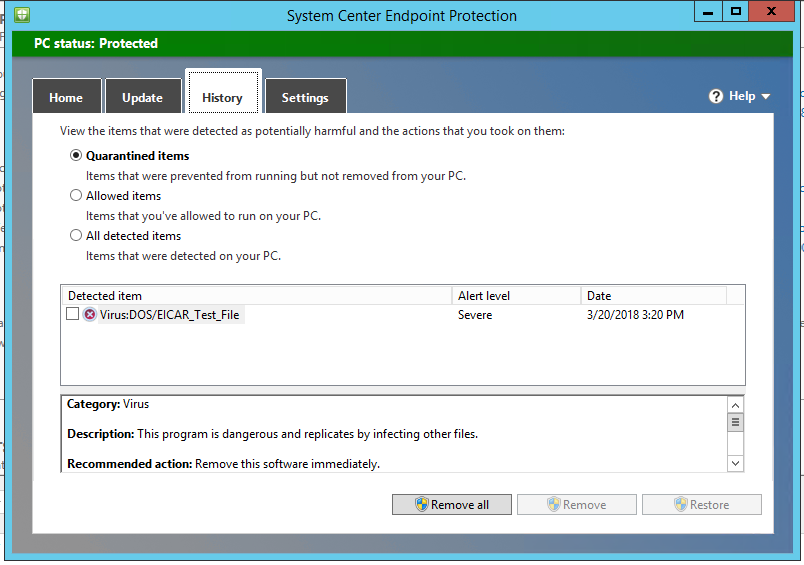 System Center Endpoint Protection
PC status: Protected
Home Update History Settings Help
View the items that were detected as potentially harmful and the actions that you took on them:
Quarantined items
Items that were prevented from running but not removed from your PC.
Allowed items
Items that you've allowed to run on your PC.
All detected items
Items that were detected on your PC.
Detected item Alert level Date
Virus:DOS/EICAR_Test_File Severe 3/20/2018 3:20 PM
Category: Virus
Description: This program is dangerous and replicates by infecting other files.
Recommended action: Remove this software immediately.
Remove all Remove Restore